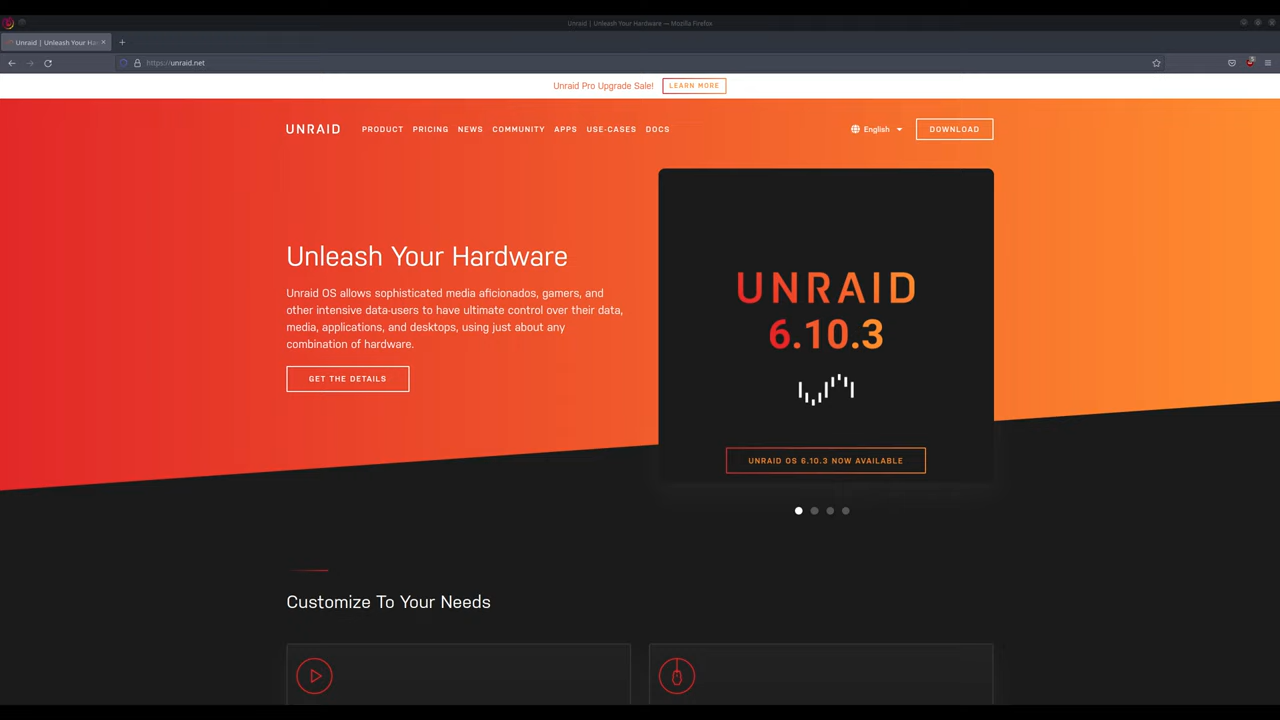 Unraid | Unleash Your Hardware — Mozilla Firefox
Unraid | Unleash Your Ha
https://unraid.net
Unraid Pro Upgrade Sale!
LEARN MORE
UNRAID
PRODUCT
PRICING
NEWS
COMMUNITY
APPS
USE-CASES
DOCS
English
DOWNLOAD
Unleash Your Hardware
Unraid OS allows sophisticated media aficionados, gamers, and
other intensive data-users to have ultimate control over their data,
media, applications, and desktops, using just about any
combination of hardware.
GET THE DETAILS
UNRAID
6.10.3
UNRAID OS 6.10.3 NOW AVAILABLE
Customize To Your Needs